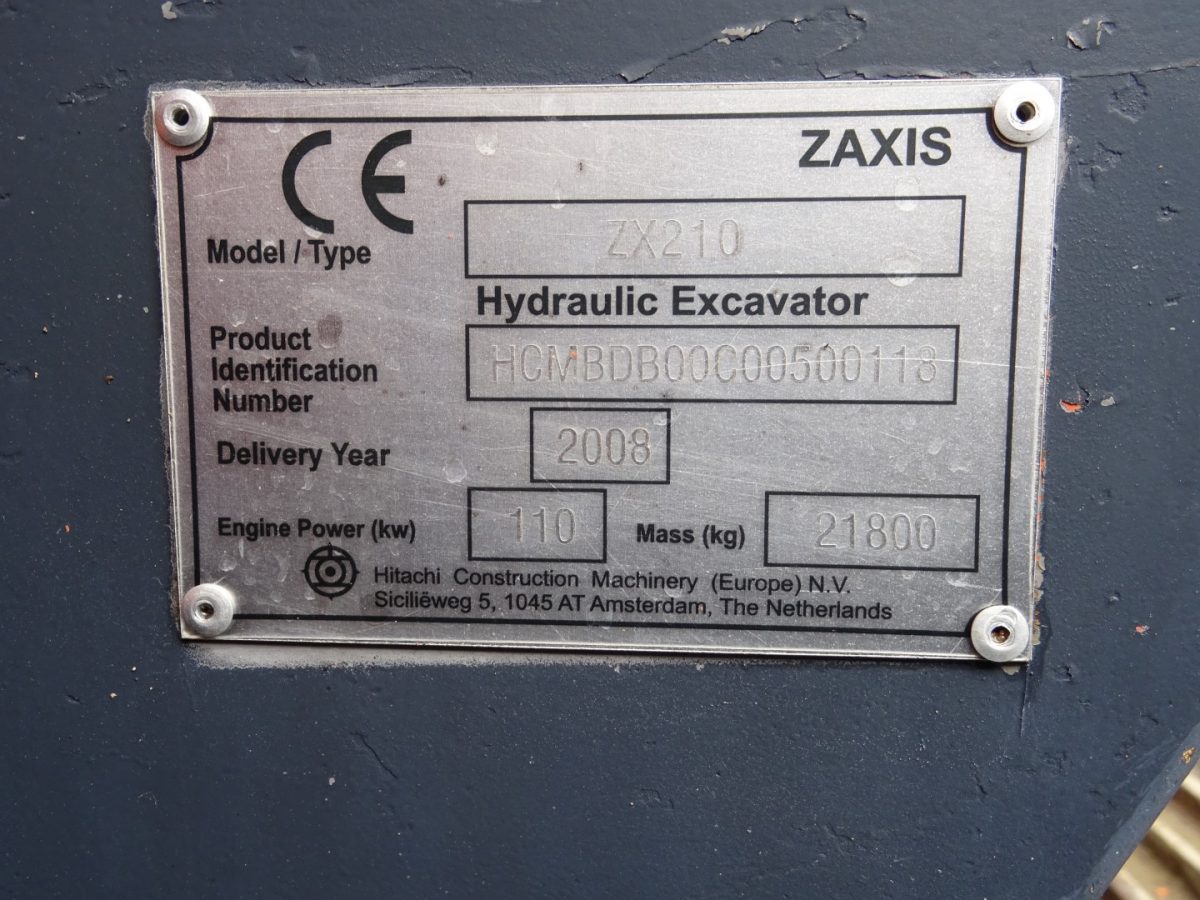 CE
ZAXIS
Model / Type
ZX210
Hydraulic Excavator
Product
Identification
Number
HCMBDB00C00500118
Delivery Year
2008
Engine Power (kw)
110
Mass (kg)
21800
Hitachi Construction Machinery (Europe) N.V.
Siciliëweg 5, 1045 AT Amsterdam, The Netherlands